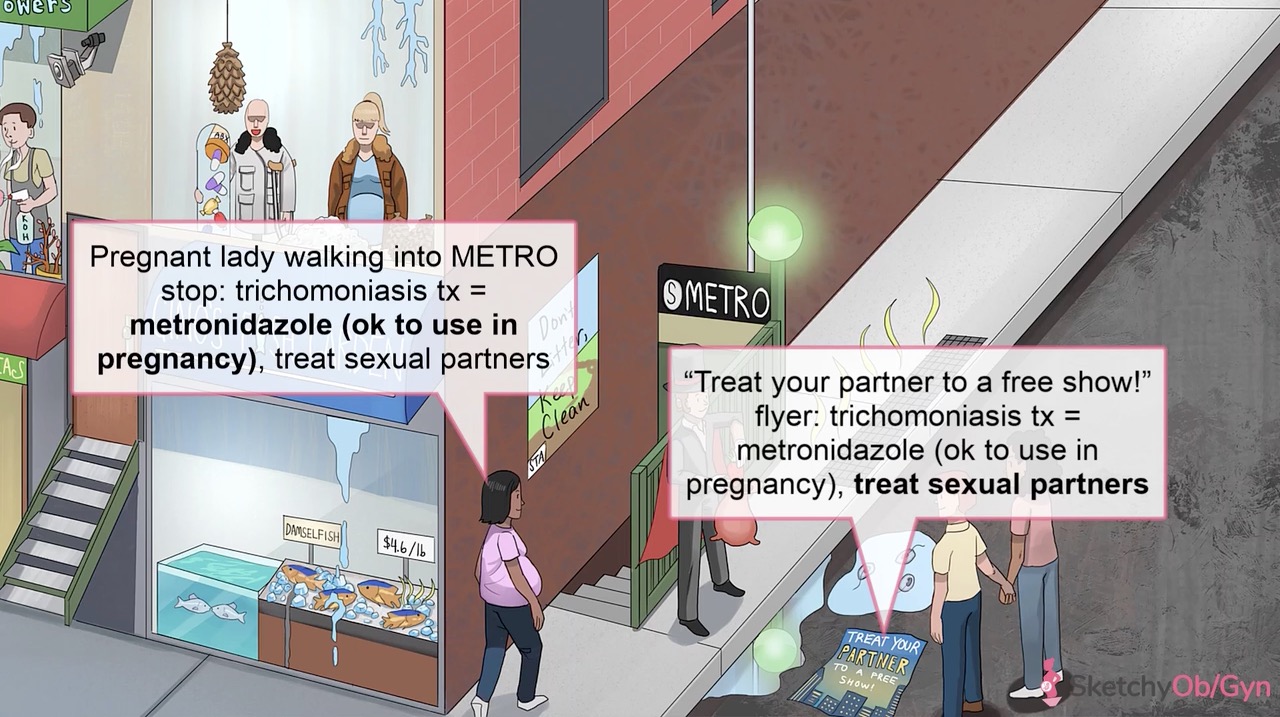 owers
ABX
KOH
Pregnant lady walking into METRO
stop: trichomoniasis tx =
metronidazole (ok to use in
pregnancy), treat sexual partners
Don't
Keep
Clean
STA
S METRO
“Treat your partner to a free show!”
flyer: trichomoniasis tx =
metronidazole (ok to use in
pregnancy), treat sexual partners
DAMSELFISH
$4.6/lb
TREAT YOUR
PARTNER
TO A FREE
SHOW!
SketchyOb/Gyn